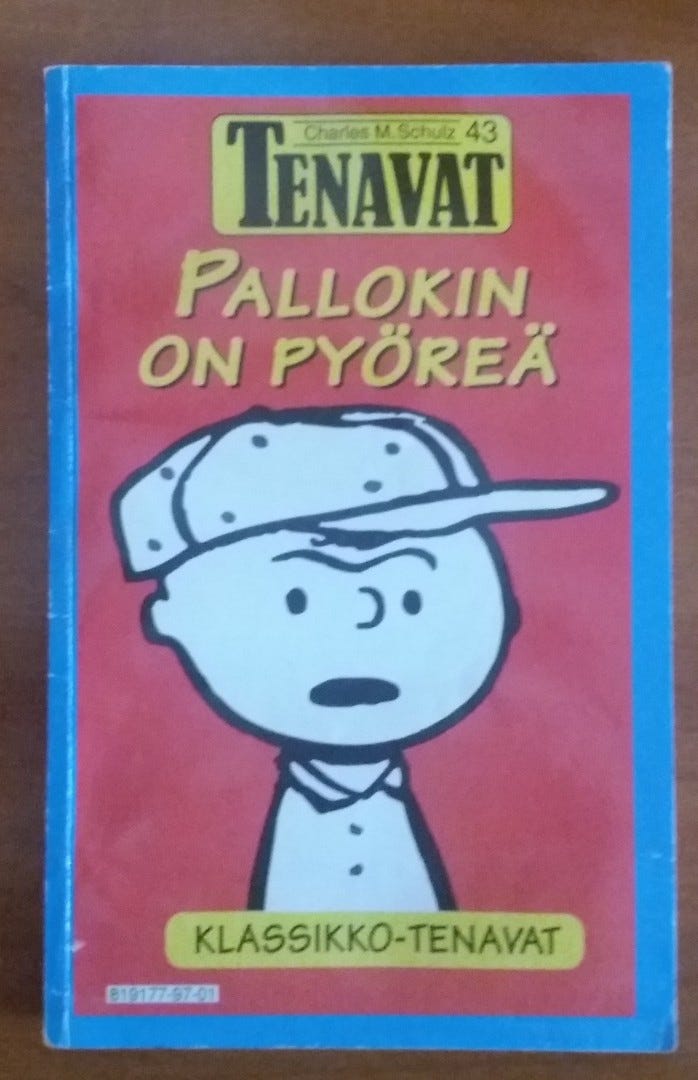 Charles M. Schulz 43
TENAVAT
PALLOKIN
ON PYÖREÄ
KLASSIKKO-TENAVAT
819177-97-01